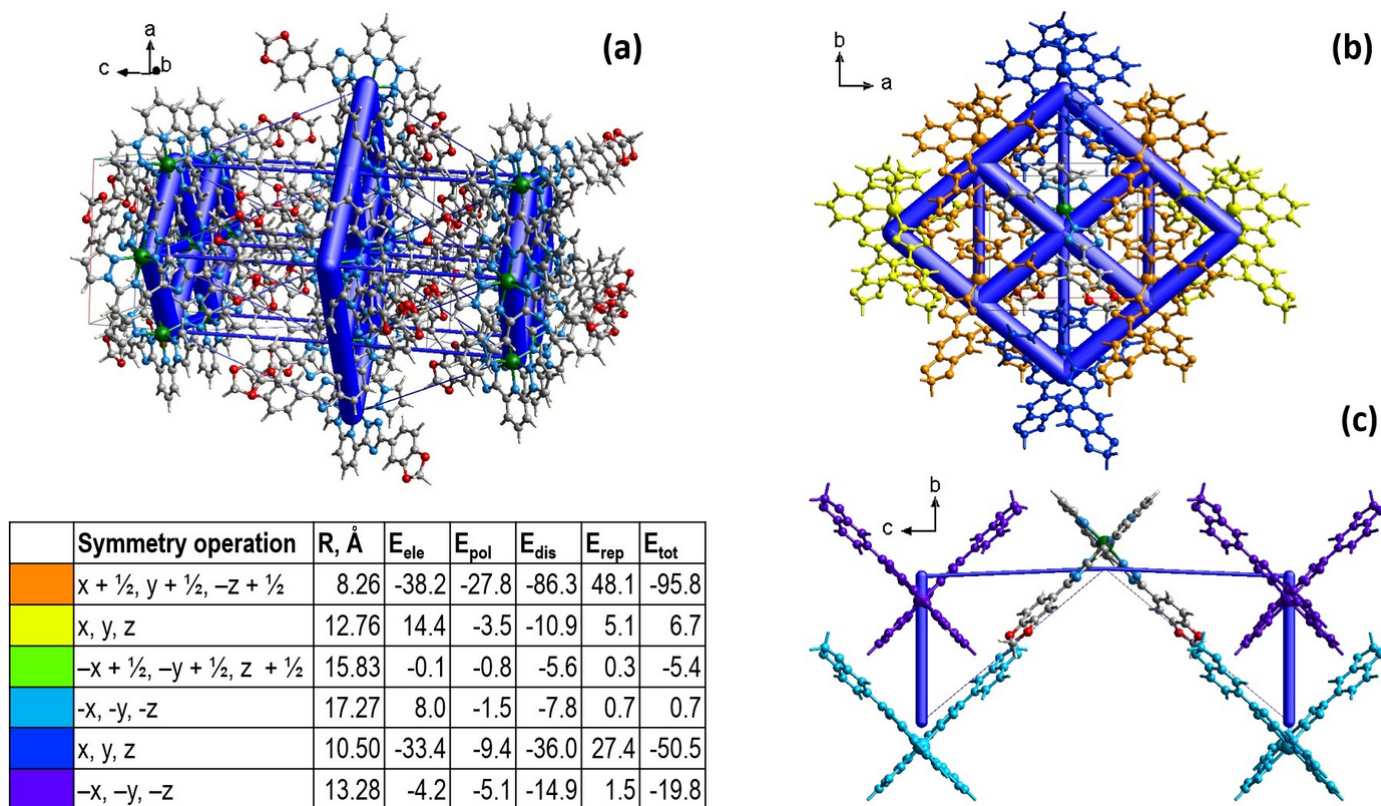 a
c b
(a)
b
a
(b)
(c)
b
c
Symmetry operation R, Å E_ele E_pol E_dis E_rep E_tot
x + ½, y + ½, –z + ½ 8.26 -38.2 -27.8 -86.3 48.1 -95.8
x, y, z 12.76 14.4 -3.5 -10.9 5.1 6.7
–x + ½, –y + ½, z + ½ 15.83 -0.1 -0.8 -5.6 0.3 -5.4
-x, -y, -z 17.27 8.0 -1.5 -7.8 0.7 0.7
x, y, z 10.50 -33.4 -9.4 -36.0 27.4 -50.5
–x, –y, –z 13.28 -4.2 -5.1 -14.9 1.5 -19.8